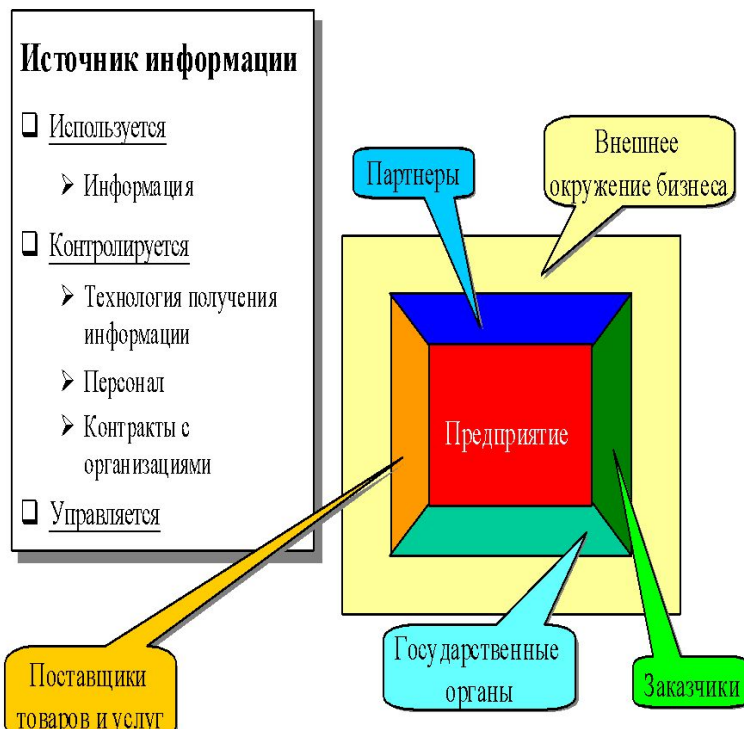 Источник информации
❑ Используется
➢ Информация
❑ Контролируется
➢ Технология получения
информации
➢ Персонал
➢ Контракты с
организациями
❑ Управляется
Партнеры
Внешнее
окружение бизнеса
Предприятие
Поставщики
товаров и услуг
Государственные
органы
Заказчики